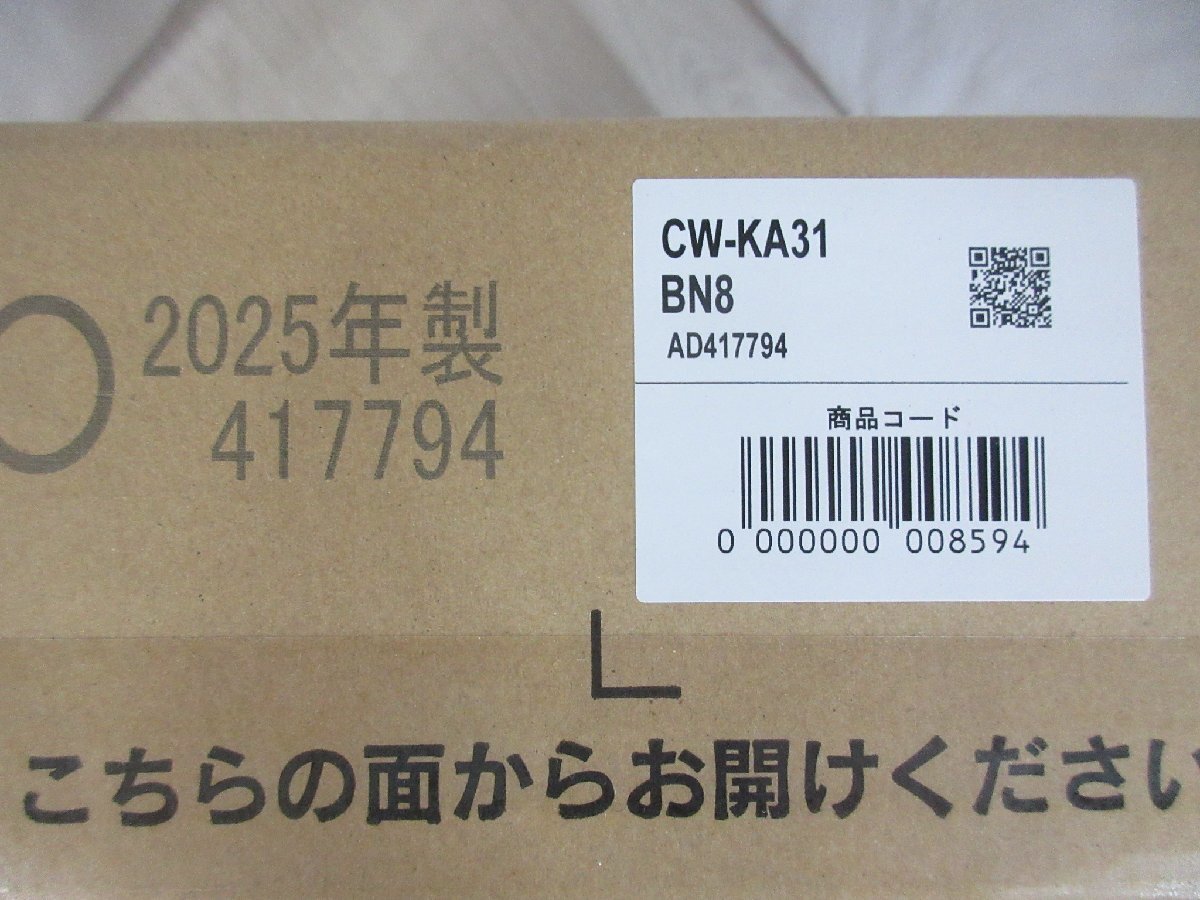 2025年製
417794
CW-KA31
BN8
AD417794
商品コード
0 000000 008594
こちらの面からお開けください